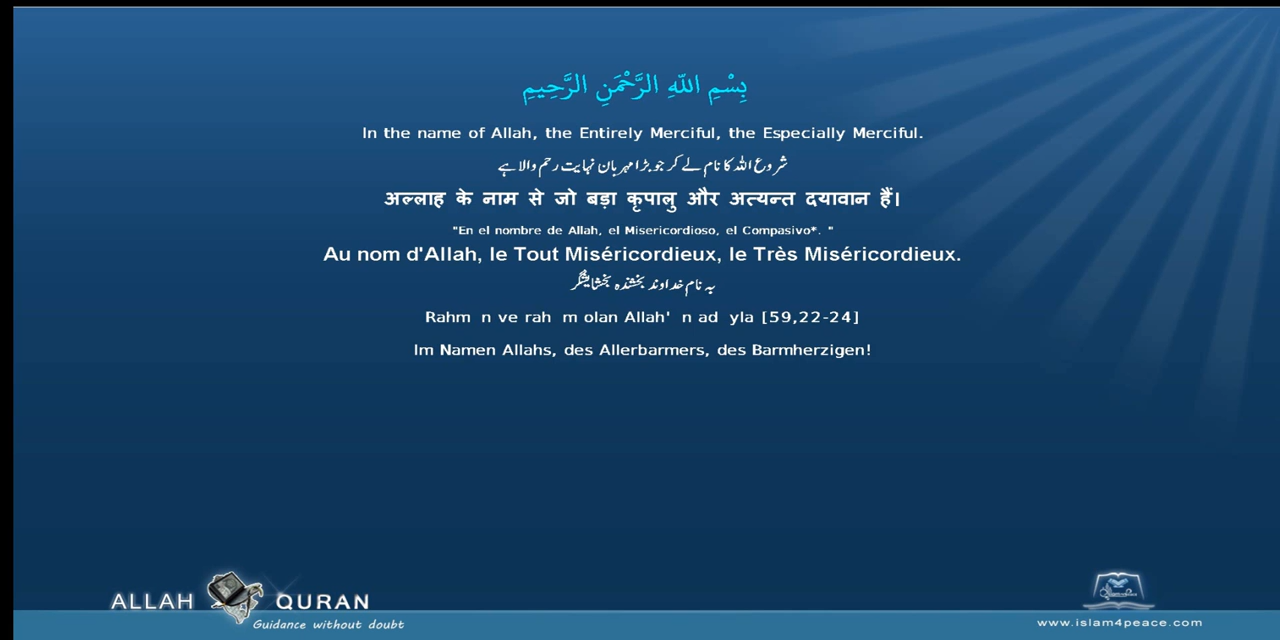 بِسْمِ اللَّهِ الرَّحْمَنِ الرَّحِيمِ
In the name of Allah, the Entirely Merciful, the Especially Merciful.
شروع الله کا نام لے کر جو بڑا مہربان نہایت رحم والا ہے
अल्लाह के नाम से जो बड़ा कृपालु और अत्यन्त दयावान हैं।
"En el nombre de Allah, el Misericordioso, el Compasivo*. "
Au nom d'Allah, le Tout Miséricordieux, le Très Miséricordieux.
به نام خداوند بخشنده بخشایشگر
Rahm n ve rah m olan Allah' n ad yla [59,22-24]
Im Namen Allahs, des Allerbarmers, des Barmherzigen!
ALLAH QURAN
Guidance without doubt
www.islam4peace.com